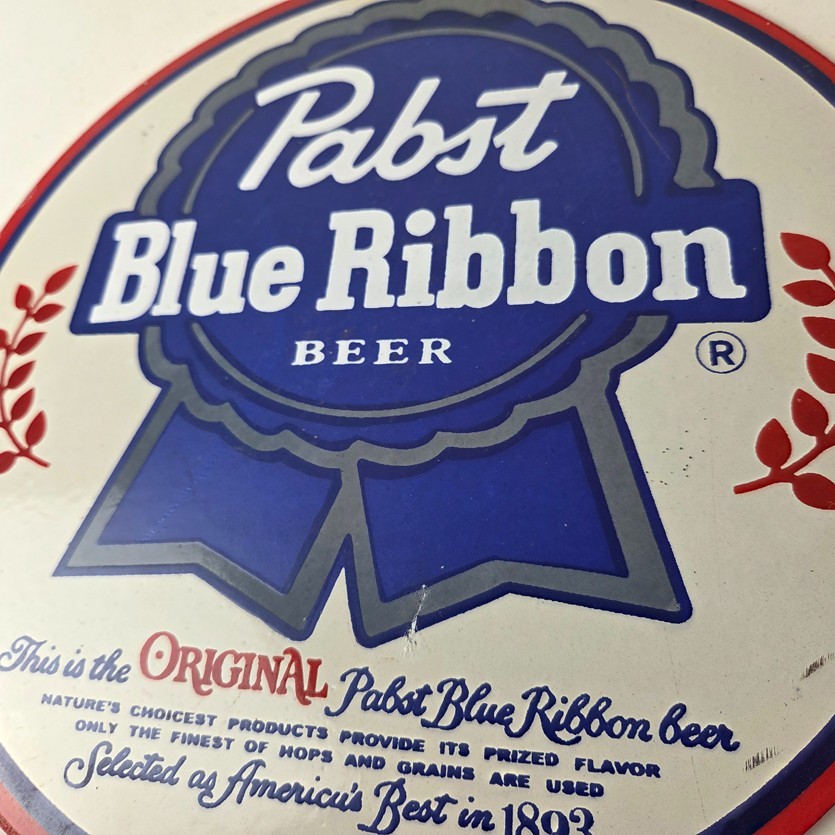 Pabst
Blue Ribbon
BEER
®
This is the ORIGINAL Pabst Blue Ribbon beer
NATURE'S CHOICEST PRODUCTS PROVIDE ITS PRIZED FLAVOR
ONLY THE FINEST OF HOPS AND GRAINS ARE USED
Selected as America's Best in 1893